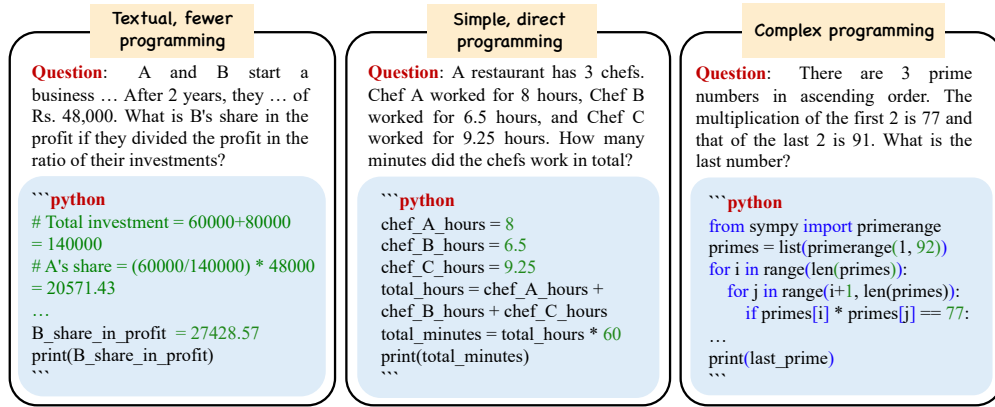 Textual, fewer
programming
Question: A and B start a
business … After 2 years, they … of
Rs. 48,000. What is B's share in the
profit if they divided the profit in the
ratio of their investments?
```python
# Total investment = 60000+80000
= 140000
# A's share = (60000/140000) * 48000
= 20571.43
…
B_share_in_profit = 27428.57
print(B_share_in_profit)
```
Simple, direct
programming
Question: A restaurant has 3 chefs.
Chef A worked for 8 hours, Chef B
worked for 6.5 hours, and Chef C
worked for 9.25 hours. How many
minutes did the chefs work in total?
```python
chef_A_hours = 8
chef_B_hours = 6.5
chef_C_hours = 9.25
total_hours = chef_A_hours +
chef_B_hours + chef_C_hours
total_minutes = total_hours * 60
print(total_minutes)
```
Complex programming
Question: There are 3 prime
numbers in ascending order. The
multiplication of the first 2 is 77 and
that of the last 2 is 91. What is the
last number?
```python
from sympy import primerange
primes = list(primerange(1, 92))
for i in range(len(primes)):
for j in range(i+1, len(primes)):
if primes[i] * primes[j] == 77:
…
print(last_prime)
```